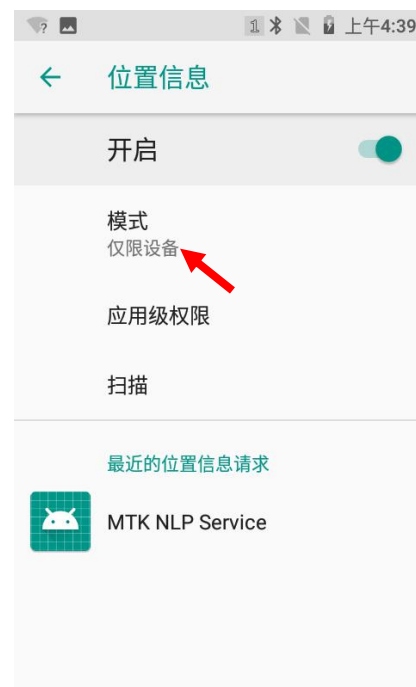 上午4:39
位置信息
开启
模式
仅限设备
应用级权限
扫描
最近的位置信息请求
MTK NLP Service